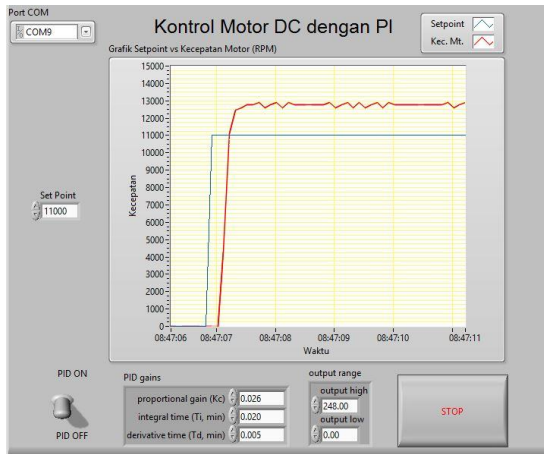 Port COM
COM9
Kontrol Motor DC dengan PI
Setpoint
Kec. Mt.
Grafik Setpoint vs Kecepatan Motor (RPM)
15000
14000
13000
12000
11000
10000
9000
8000
7000
6000
5000
4000
3000
2000
1000
0
Kecepatan
08:47:06 08:47:07 08:47:08 08:47:09 08:47:10 08:47:11
Waktu
Set Point
11000
PID ON
PID OFF
PID gains
proportional gain (Kc) 0.026
integral time (Ti, min) 0.020
derivative time (Td, min) 0.005
output range
output high
248.00
output low
0.00
STOP